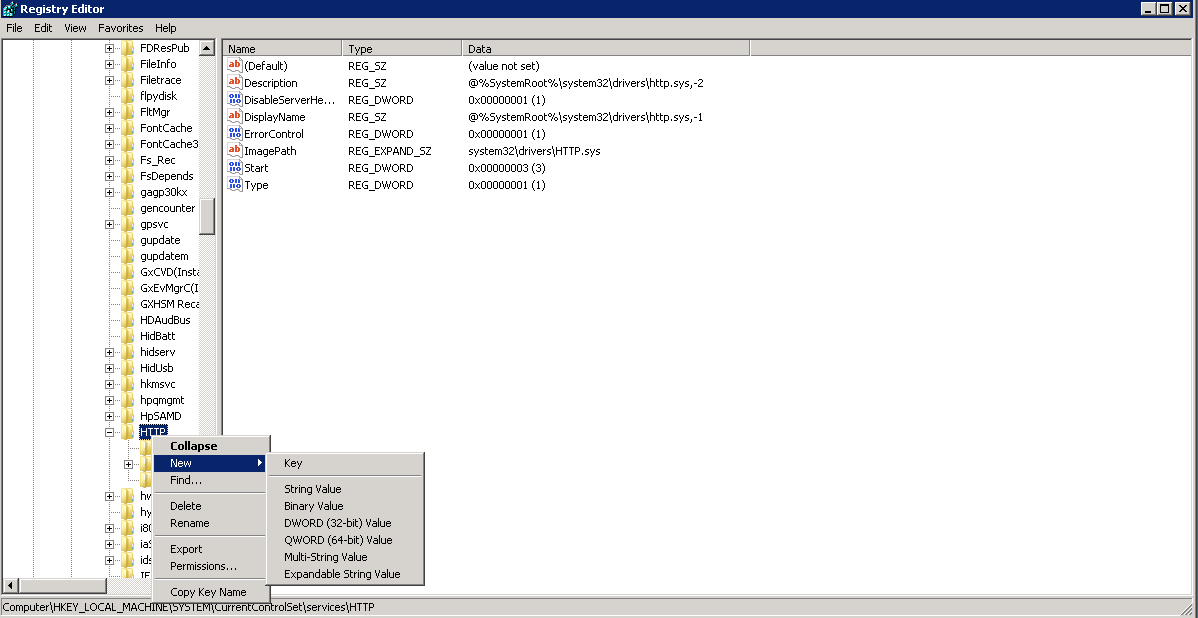 Registry Editor
File Edit View Favorites Help
FDResPub
FileInfo
Filetrace
flpydisk
FltMgr
FontCache
FontCache3
Fs_Rec
FsDepends
gagp30kx
gencounter
gpsvc
gupdate
gupdatem
GxCVD(Insta
GxEvMgrC(I
GXHSM Reca
HDAudBus
HidBatt
hidserv
HidUsb
hkmsvc
hpqmgmt
HpSAMD
HTTP
hw
hy
i80
iaS
ids
Name Type Data
(Default) REG_SZ (value not set)
Description REG_SZ @%SystemRoot%\system32\drivers\http.sys,-2
DisableServerHe... REG_DWORD 0x00000001 (1)
DisplayName REG_SZ @%SystemRoot%\system32\drivers\http.sys,-1
ErrorControl REG_DWORD 0x00000001 (1)
ImagePath REG_EXPAND_SZ system32\drivers\HTTP.sys
Start REG_DWORD 0x00000003 (3)
Type REG_DWORD 0x00000001 (1)
Collapse
New
Find...
Delete
Rename
Export
Permissions...
Copy Key Name
Key
String Value
Binary Value
DWORD (32-bit) Value
QWORD (64-bit) Value
Multi-String Value
Expandable String Value
Computer\HKEY_LOCAL_MACHINE\SYSTEM\CurrentControlSet\services\HTTP